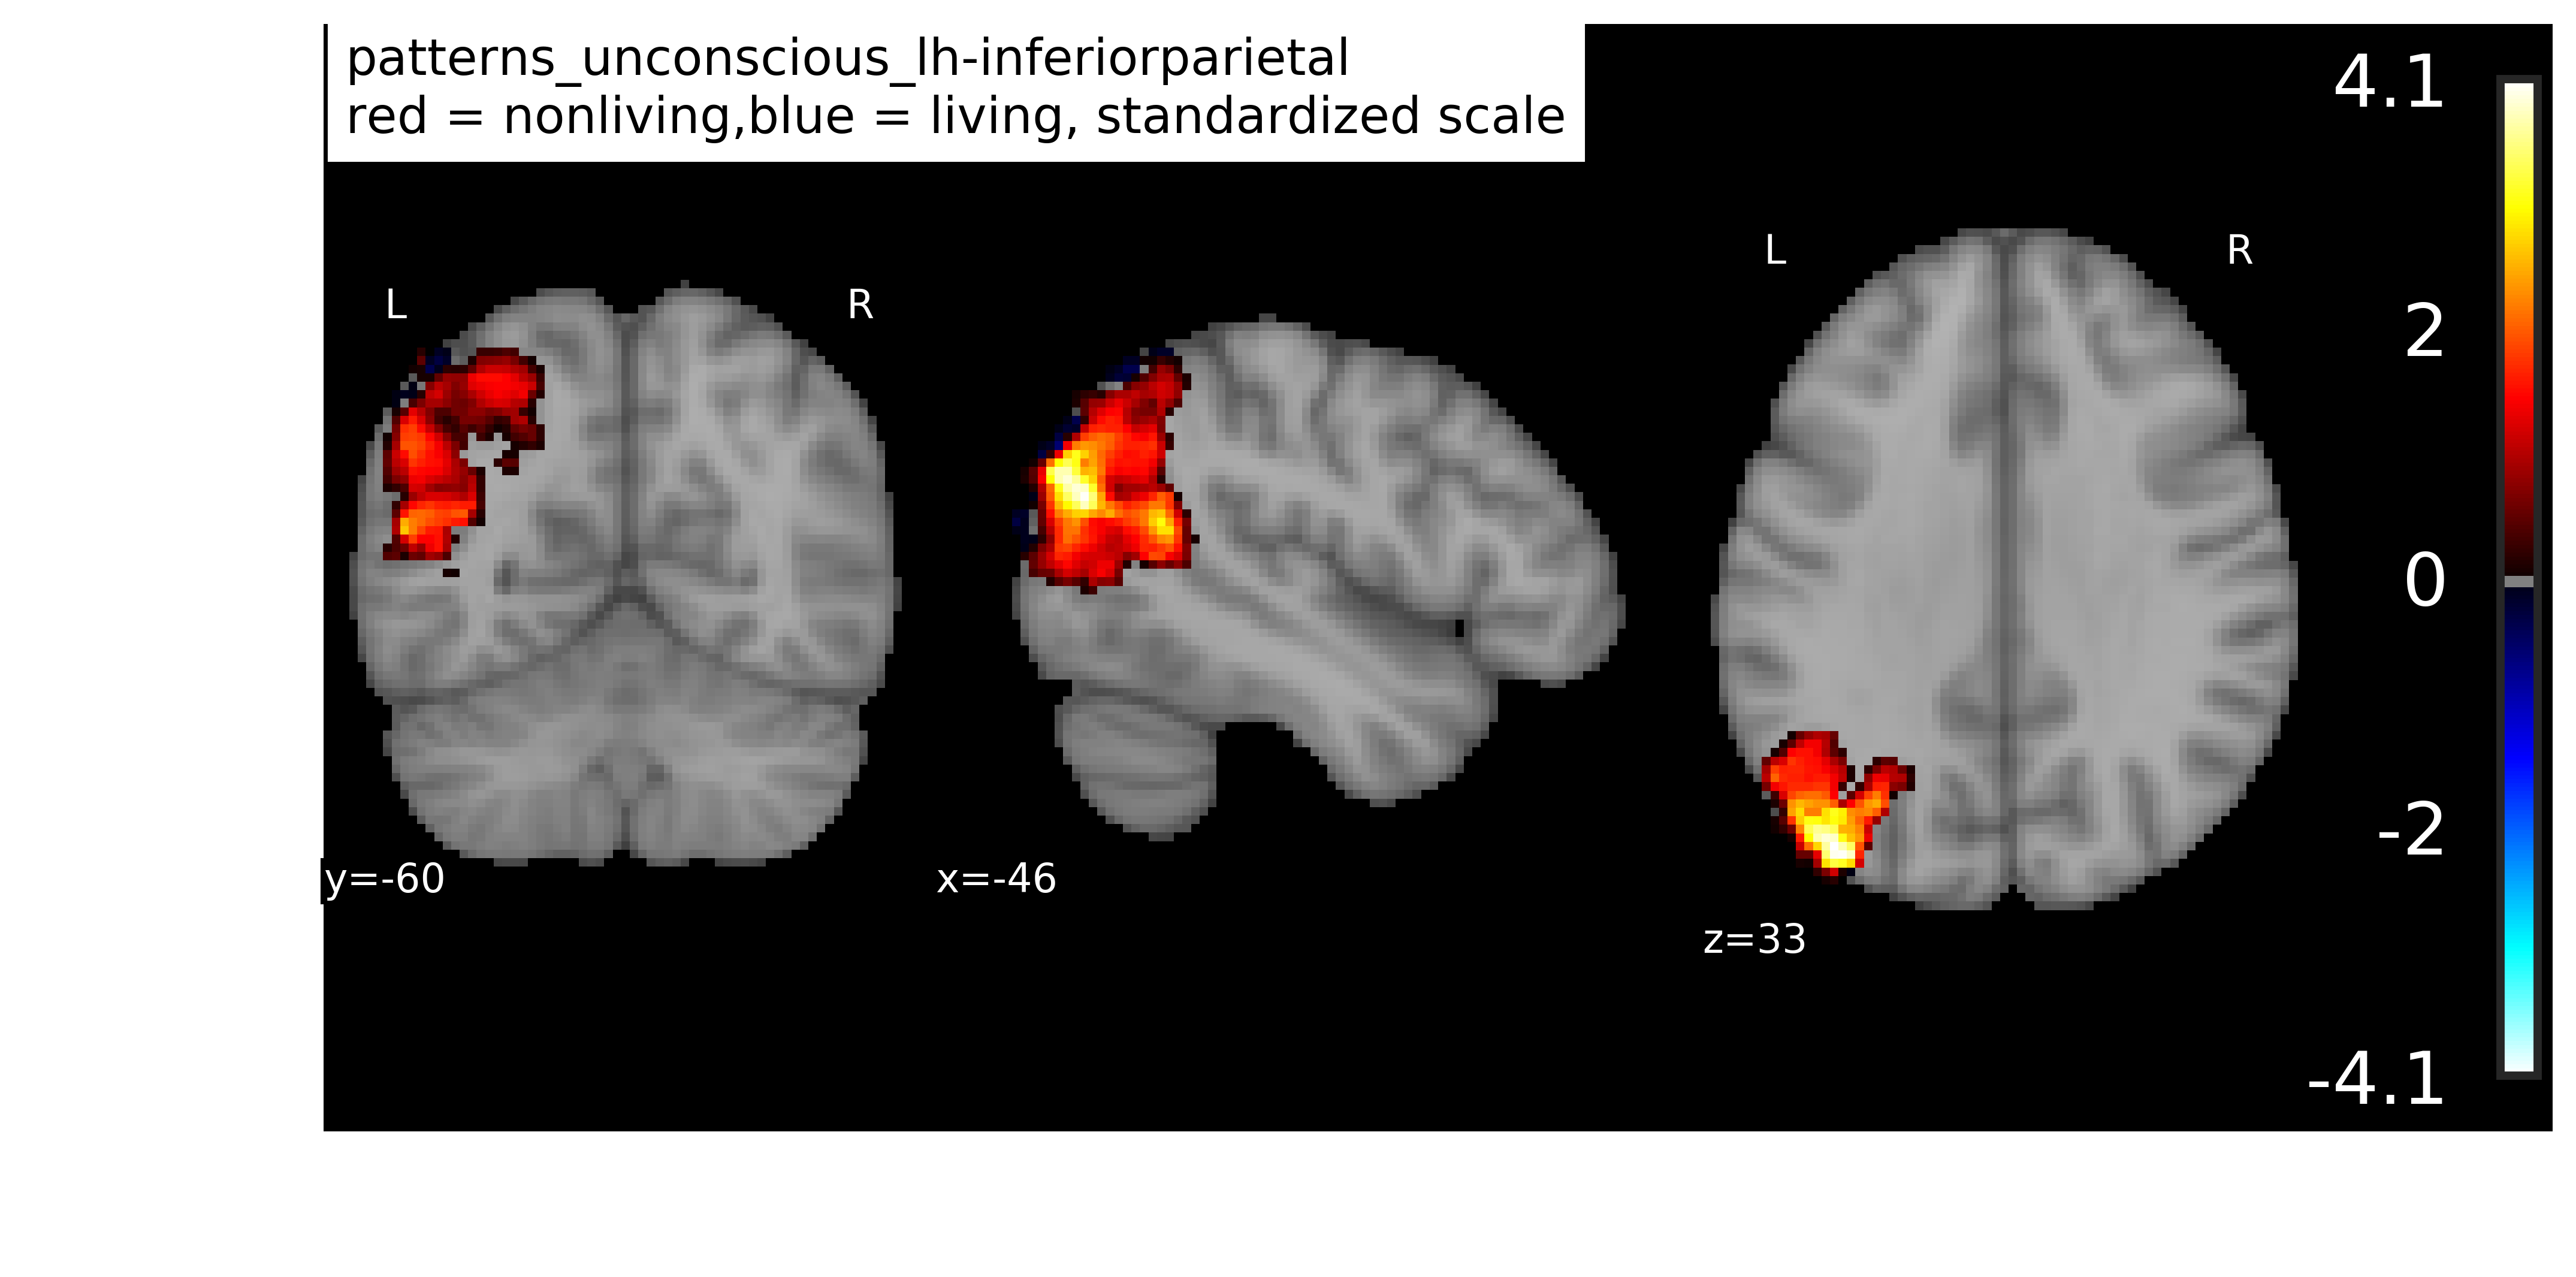 patterns_unconscious_lh-inferiorparietal
red = nonliving,blue = living, standardized scale
L
R
L
R
y=-60
x=-46
z=33
4.1
2
0
-2
-4.1